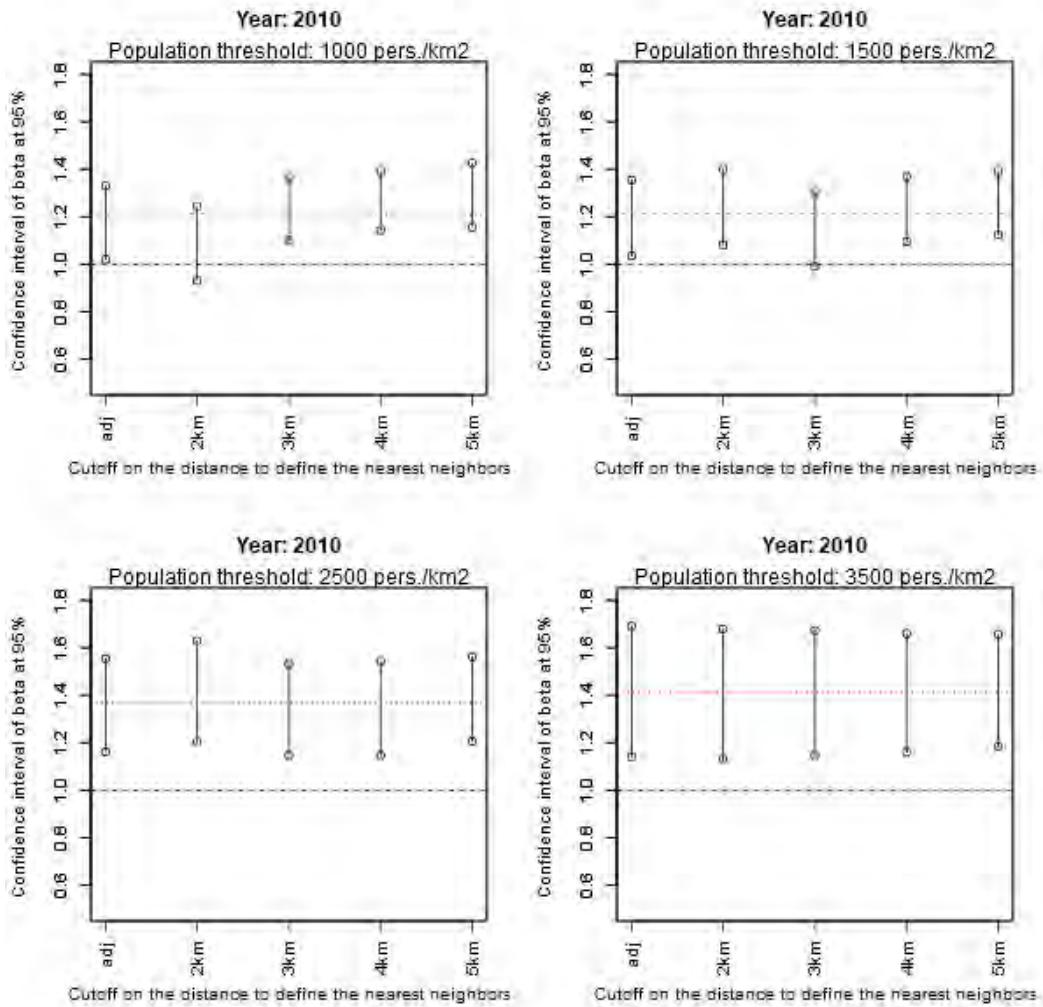 Year: 2010
Population threshold: 1000 pers./km2
Confidence interval of beta at 95%
1.8
1.6
1.4
1.2
1.0
0.8
0.6
adj
2km
3km
4km
5km
Cutoff on the distance to define the nearest neighbors
Year: 2010
Population threshold: 1500 pers./km2
Confidence interval of beta at 95%
1.8
1.6
1.4
1.2
1.0
0.8
0.6
adj
2km
3km
4km
5km
Cutoff on the distance to define the nearest neighbors
Year: 2010
Population threshold: 2500 pers./km2
Confidence interval of beta at 95%
1.8
1.6
1.4
1.2
1.0
0.8
0.6
adj
2km
3km
4km
5km
Cutoff on the distance to define the nearest neighbors
Year: 2010
Population threshold: 3500 pers./km2
Confidence interval of beta at 95%
1.8
1.6
1.4
1.2
1.0
0.8
0.6
adj
2km
3km
4km
5km
Cutoff on the distance to define the nearest neighbors